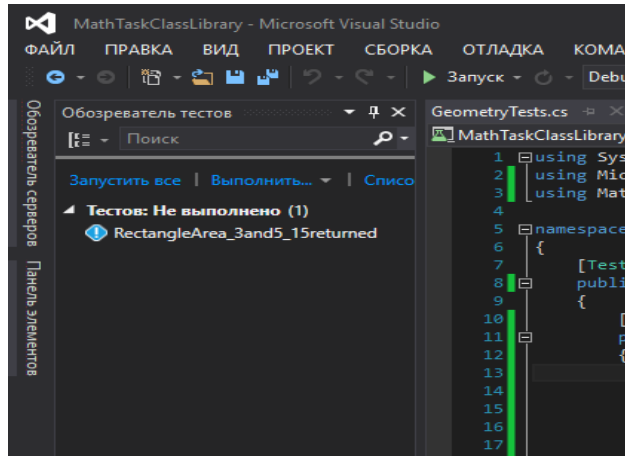 MathTaskClassLibrary - Microsoft Visual Studio
ФАЙЛ ПРАВКА ВИД ПРОЕКТ СБОРКА ОТЛАДКА КОМА
Запуск Debu
Обозреватель серверов
Панель элементов
Обозреватель тестов
Поиск
Запустить все | Выполнить... | Списо
Тестов: Не выполнено (1)
RectangleArea_3and5_15returned
GeometryTests.cs
MathTaskClassLibrary
1 using Sys
2 using Mic
3 using Mat
4
5 namespace
6 {
7 [Test
8 publi
9 {
10 [
11 p
12 {
13
14
15
16
17